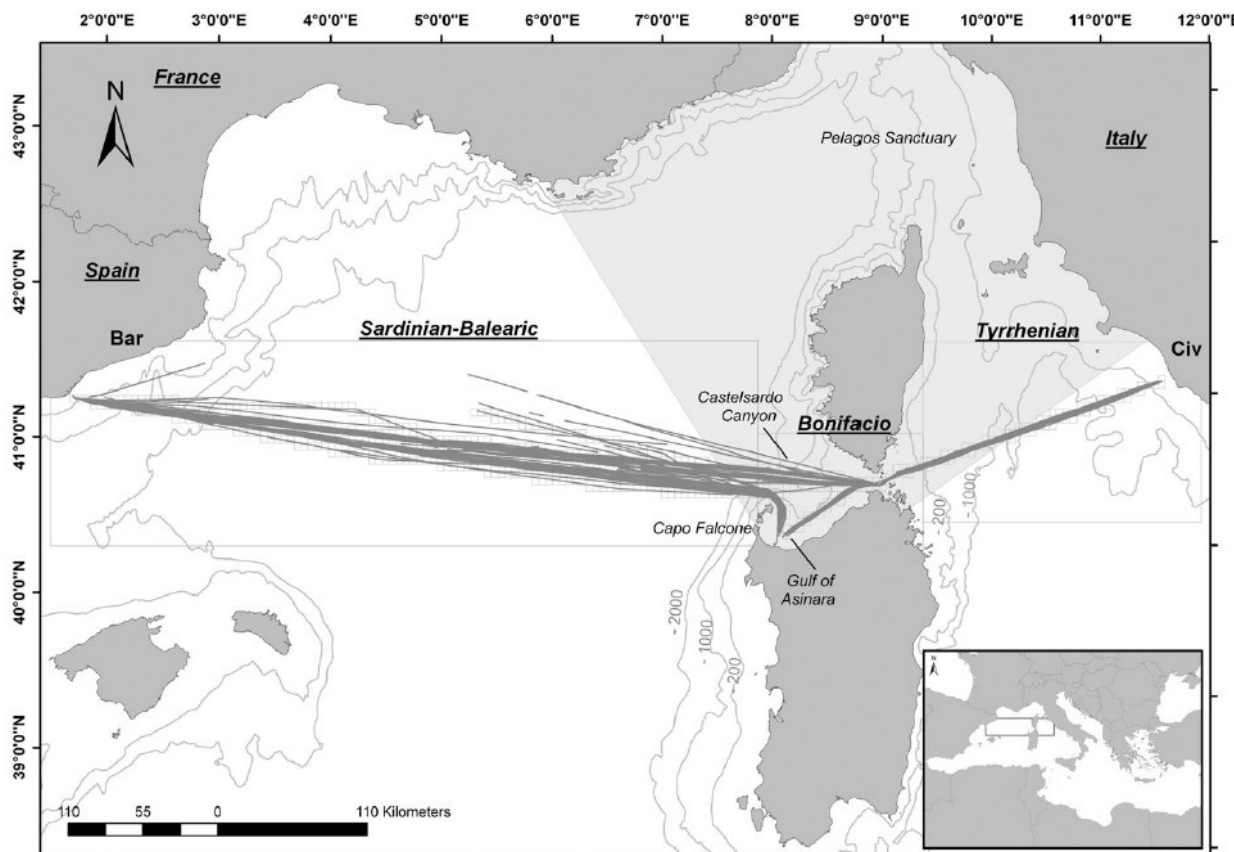 2°0'0"E 3°0'0"E 4°0'0"E 5°0'0"E 6°0'0"E 7°0'0"E 8°0'0"E 9°0'0"E 10°0'0"E 11°0'0"E 12°0'0"E
France
N
43°0'0"N
Pelagos Sanctuary
Italy
Spain
42°0'0"N
Bar
Sardinian-Balearic
Tyrrhenian
Civ
41°0'0"N
Castelsardo
Canyon
Bonifacio
Capo Falcone
Gulf of
Asinara
40°0'0"N
-2000
-1000
-200
-200
-1000
39°0'0"N
N
110 55 0 110 Kilometers